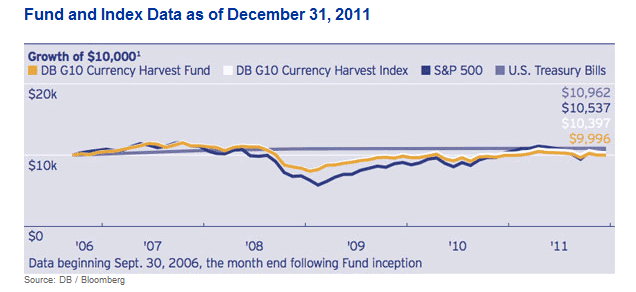 Fund and Index Data as of December 31, 2011
Growth of $10,000¹
DB G10 Currency Harvest Fund DB G10 Currency Harvest Index S&P 500 U.S. Treasury Bills
$20k
$10,962
$10,537
$10,397
$9,996
$10k
$0
'06 '07 '08 '09 '10 '11
Data beginning Sept. 30, 2006, the month end following Fund inception
Source: DB / Bloomberg